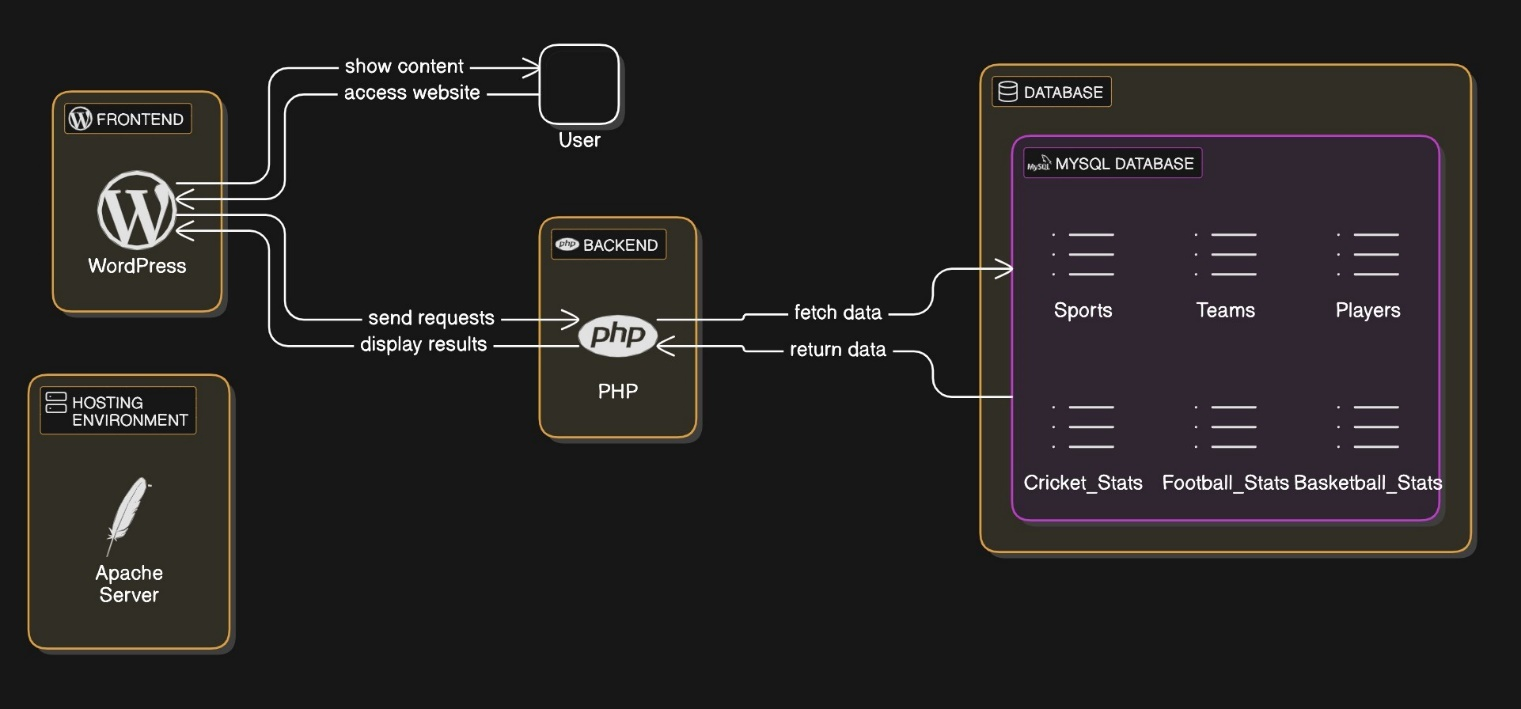 show content
access website
User
FRONTEND
WordPress
BACKEND
php
PHP
send requests
display results
fetch data
return data
DATABASE
MySQL MYSQL DATABASE
Sports
Teams
Players
Cricket_Stats
Football_Stats
Basketball_Stats
HOSTING
ENVIRONMENT
Apache
Server